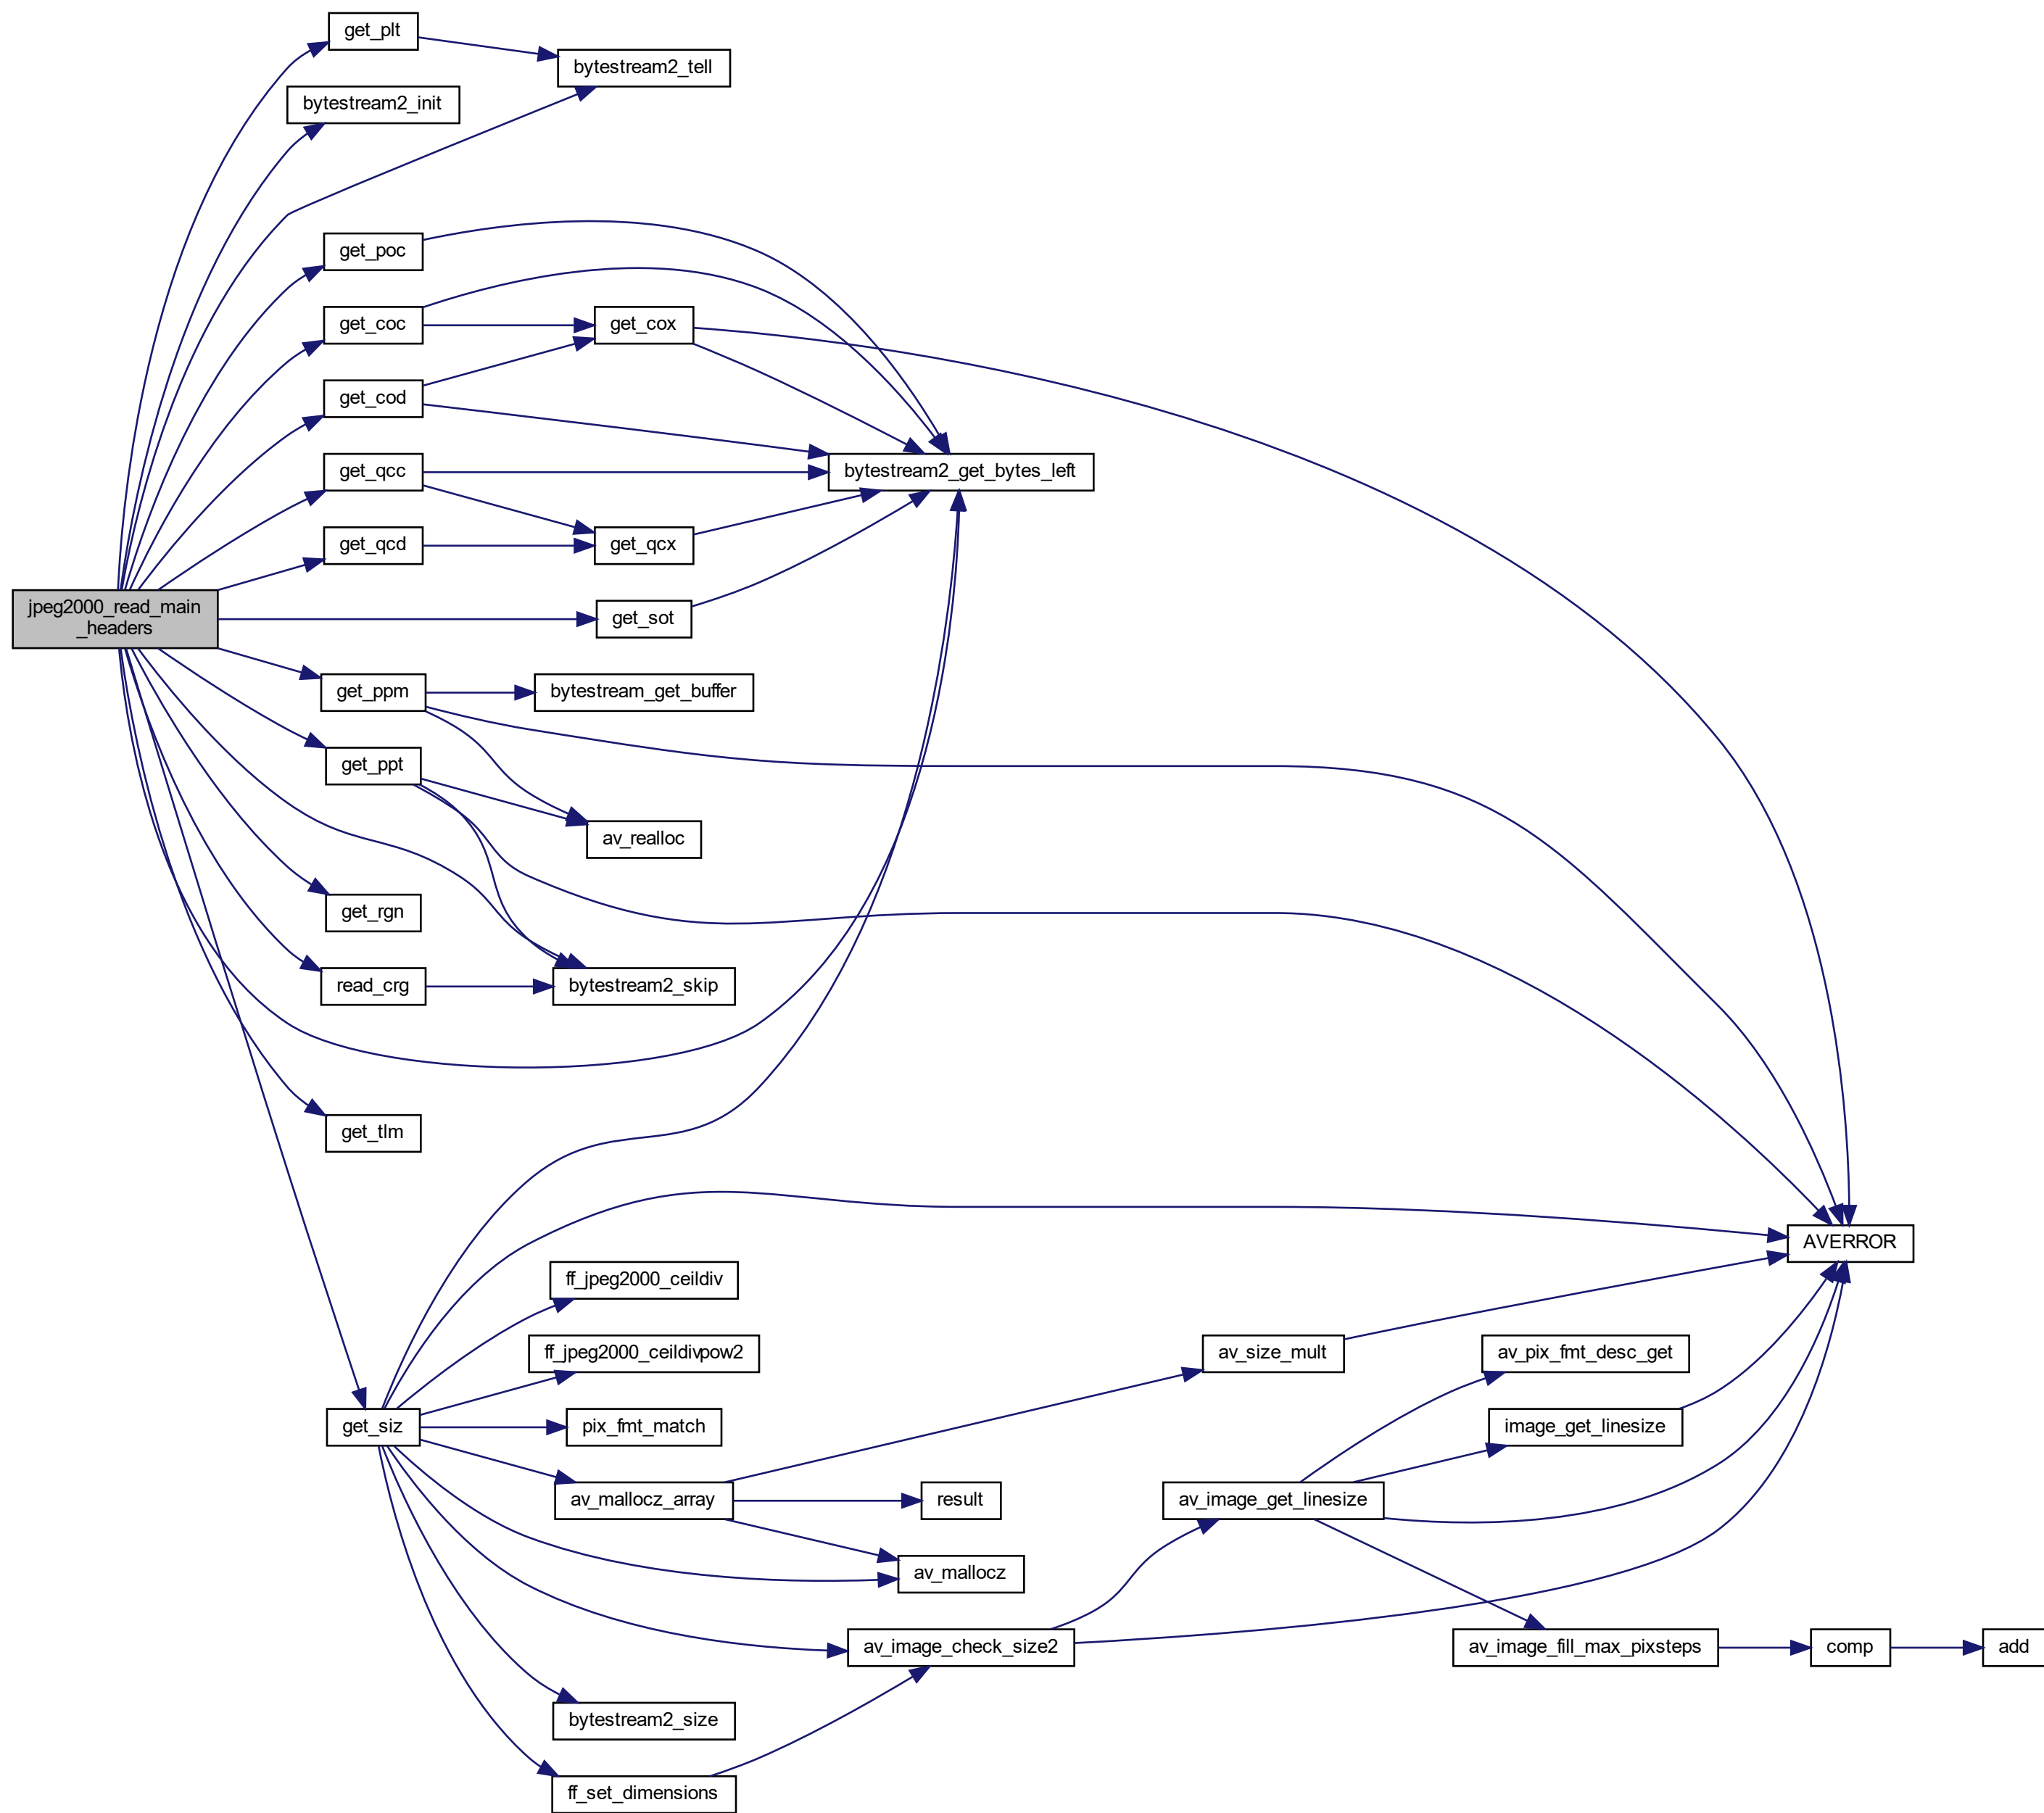 get_plt
bytestream2_tell
bytestream2_init
get_poc
get_coc
get_cox
get_cod
get_qcc
bytestream2_get_bytes_left
get_qcd
get_qcx
jpeg2000_read_main
_headers
get_sot
get_ppm
bytestream_get_buffer
get_ppt
av_realloc
get_rgn
read_crg
bytestream2_skip
get_tlm
AVERROR
ff_jpeg2000_ceildiv
ff_jpeg2000_ceildivpow2
av_size_mult
av_pix_fmt_desc_get
get_siz
pix_fmt_match
image_get_linesize
av_mallocz_array
result
av_image_get_linesize
av_mallocz
av_image_check_size2
av_image_fill_max_pixsteps
comp
add
bytestream2_size
ff_set_dimensions